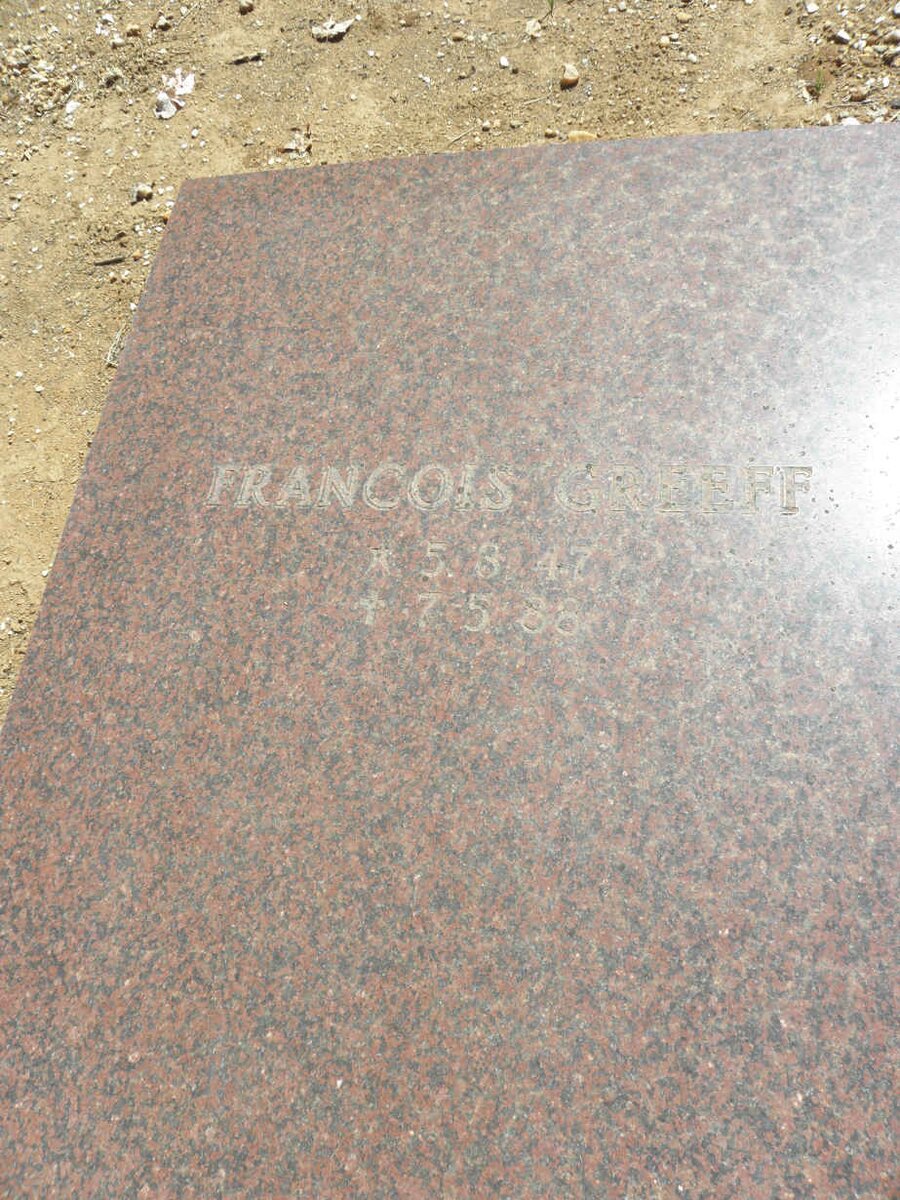 FRANCOIS GREEFF
* 5. 8. 47
† 7. 5. 88